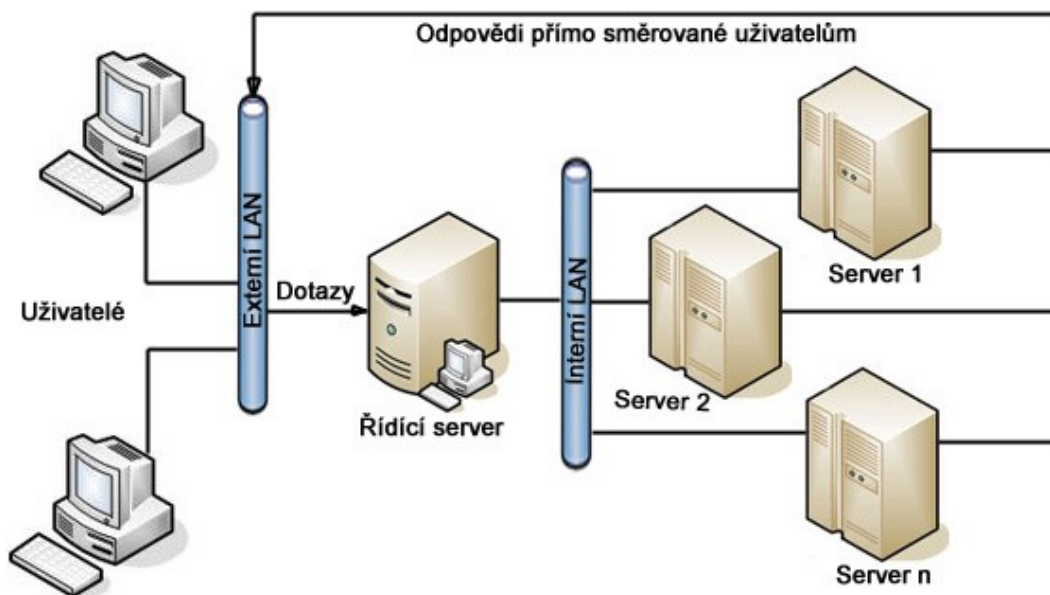 Odpovědi přímo směrované uživatelům
Externí LAN
Interní LAN
Server 1
Uživatelé
Dotazy
Řídící server
Server 2
Server n